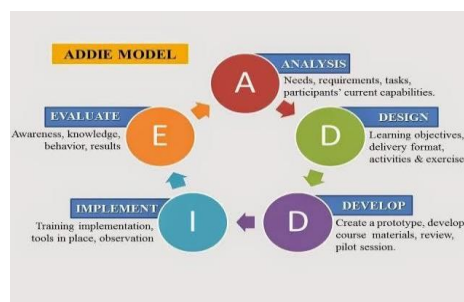 ADDIE MODEL
A
ANALYSIS
Needs, requirements, tasks,
participants' current capabilities.
D
DESIGN
Learning objectives,
delivery format,
activities & exercise
D
DEVELOP
Create a prototype, develop
course materials, review,
pilot session.
I
IMPLEMENT
Training implementation,
tools in place, observation
E
EVALUATE
Awareness, knowledge,
behavior, results